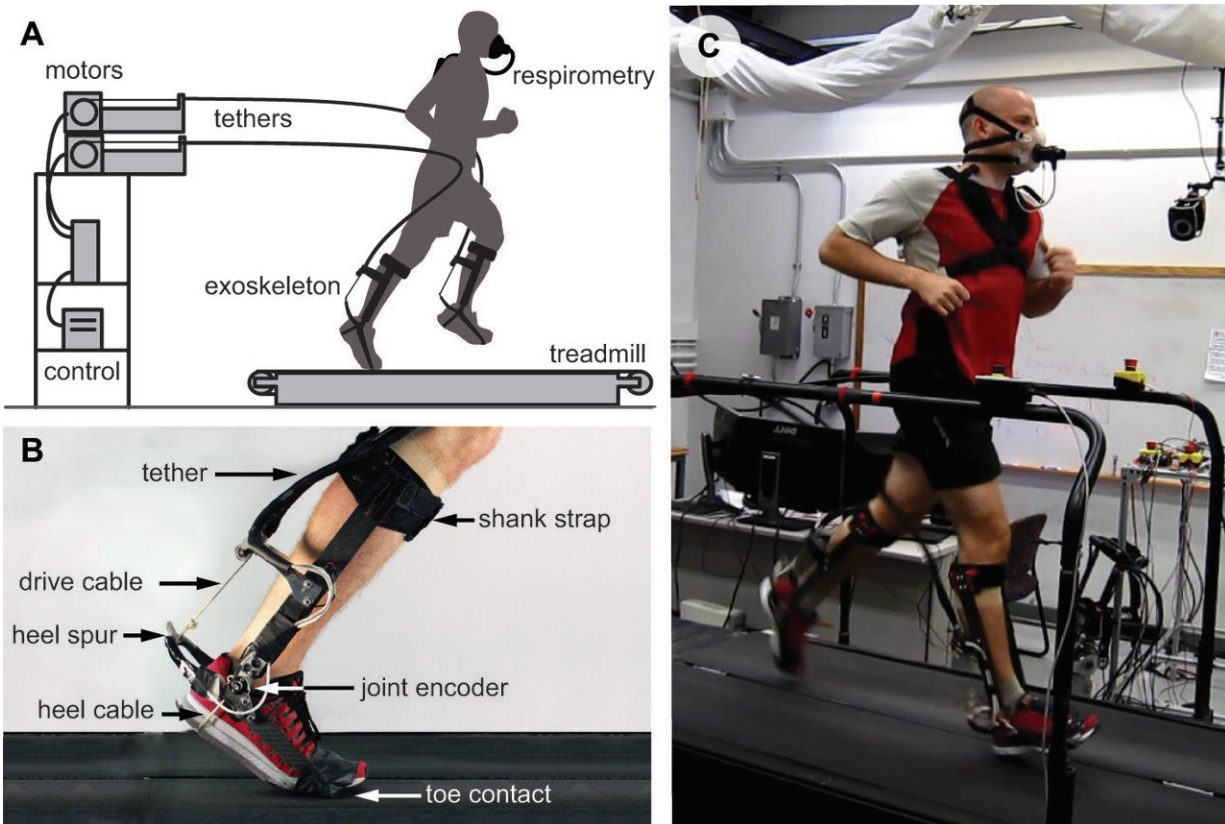 A
motors
tethers
respirometry
exoskeleton
treadmill
control
B
tether
shank strap
drive cable
heel spur
joint encoder
heel cable
toe contact
C
DELL